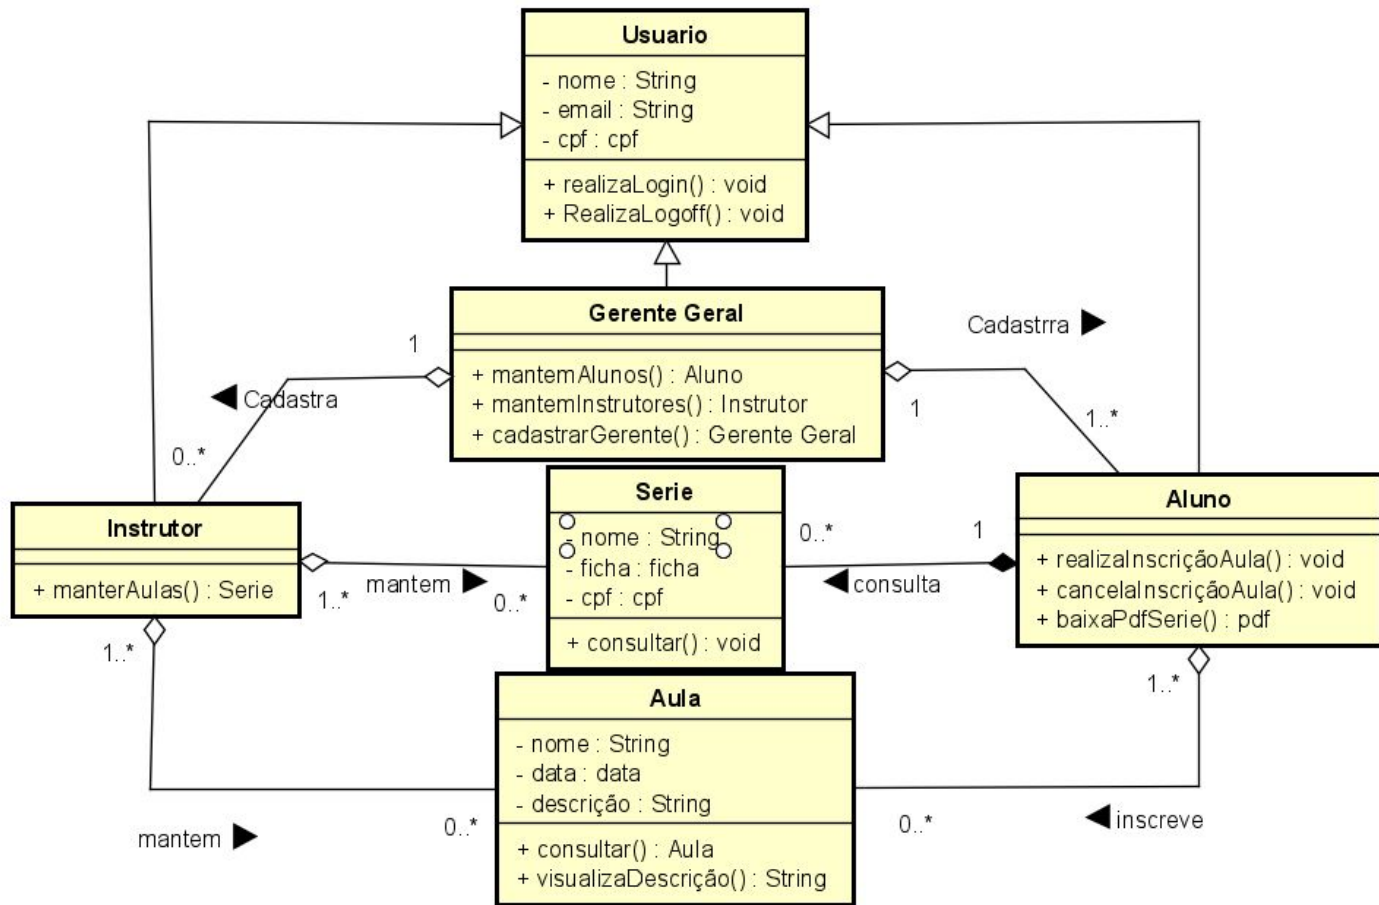 Usuario
- nome : String
- email : String
- cpf : cpf
+ realizaLogin() : void
+ RealizaLogoff() : void
Gerente Geral
+ mantemAlunos() : Aluno
+ mantemInstrutores() : Instrutor
+ cadastrarGerente() : Gerente Geral
1
Cadastra
0..*
Cadastrra
1
1..*
Instrutor
+ manterAulas() : Serie
1..*
mantem
0..*
Serie
- nome : String
- ficha : ficha
- cpf : cpf
+ consultar() : void
0..*
1
consulta
Aluno
+ realizaInscriçãoAula() : void
+ cancelaInscriçãoAula() : void
+ baixaPdfSerie() : pdf
1..*
mantem
0..*
Aula
- nome : String
- data : data
- descrição : String
+ consultar() : Aula
+ visualizaDescrição() : String
1..*
0..*
inscreve